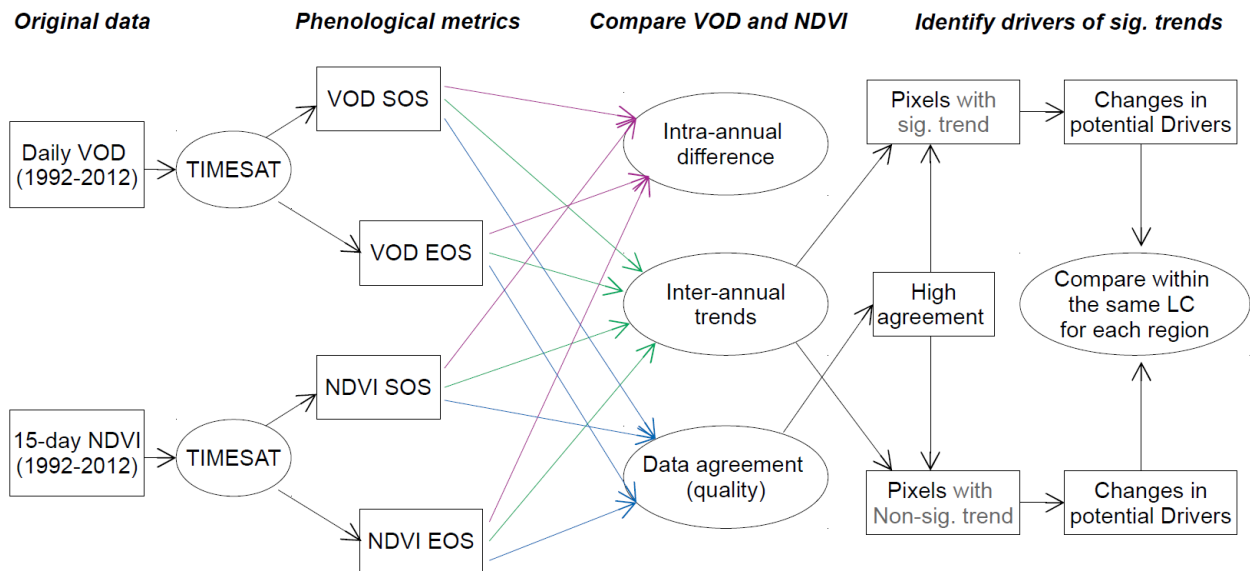 Original data
Phenological metrics
Compare VOD and NDVI
Identify drivers of sig. trends
Daily VOD
(1992-2012)
TIMESAT
VOD SOS
VOD EOS
15-day NDVI
(1992-2012)
TIMESAT
NDVI SOS
NDVI EOS
Intra-annual
difference
Inter-annual
trends
Data agreement
(quality)
Pixels with
sig. trend
High
agreement
Pixels with
Non-sig. trend
Changes in
potential Drivers
Compare within
the same LC
for each region
Changes in
potential Drivers